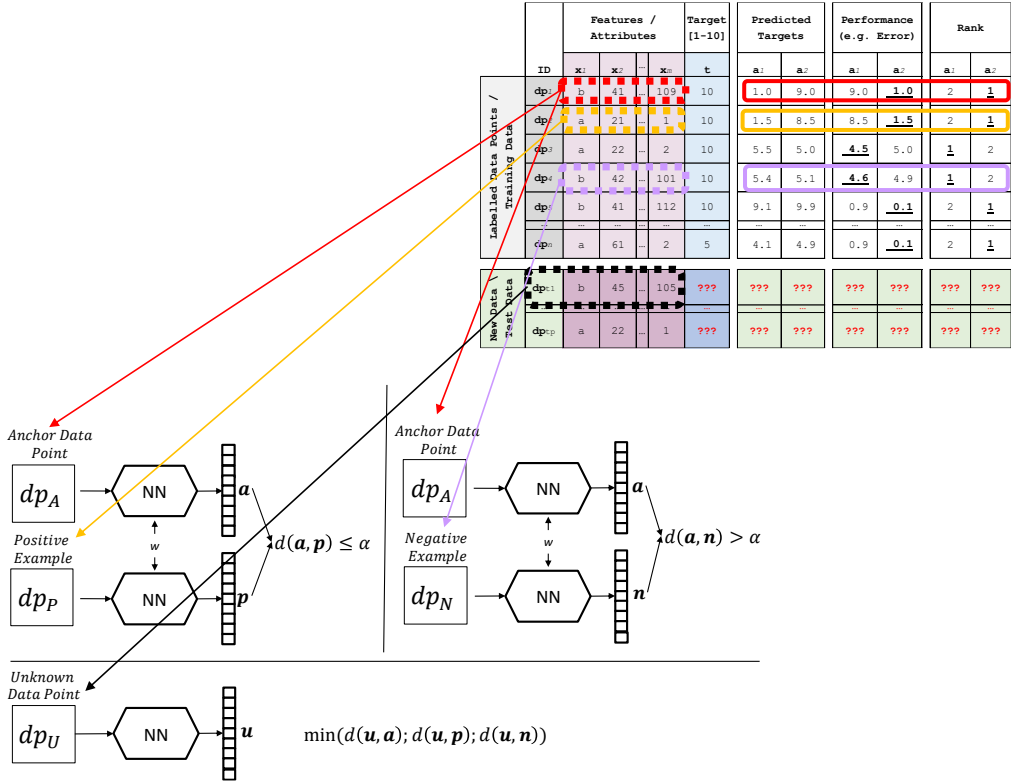 Features / Attributes Target [1-10] Predicted Targets Performance (e.g. Error) Rank
ID x1 x2 … xm t a1 a2 a1 a2 a1 a2
Labelled Data Points / Training Data
dp1 b 41 … 109 10 1.0 9.0 9.0 1.0 2 1
dp2 a 21 … 1 10 1.5 8.5 8.5 1.5 2 1
dp3 a 22 … 2 10 5.5 5.0 4.5 5.0 1 2
dp4 b 42 … 101 10 5.4 5.1 4.6 4.9 1 2
dp5 b 41 … 112 10 9.1 9.9 0.9 0.1 2 1
… … … … … … … … … … … …
dpn a 61 … 2 5 4.1 4.9 0.9 0.1 2 1
New Data \ Test Data
dpt1 b 45 … 105 ??? ??? ??? ??? ??? ??? ???
… … … … … … … … … … … …
dptp a 22 … 1 ??? ??? ??? ??? ??? ??? ???
Anchor Data
Point
dpA NN a
w
d(a, p) ≤ α
Positive
Example
dpP NN p
Anchor Data
Point
dpA NN a
w
d(a, n) > α
Negative
Example
dpN NN n
Unknown
Data Point
dpU NN u
min(d(u, a); d(u, p); d(u, n))